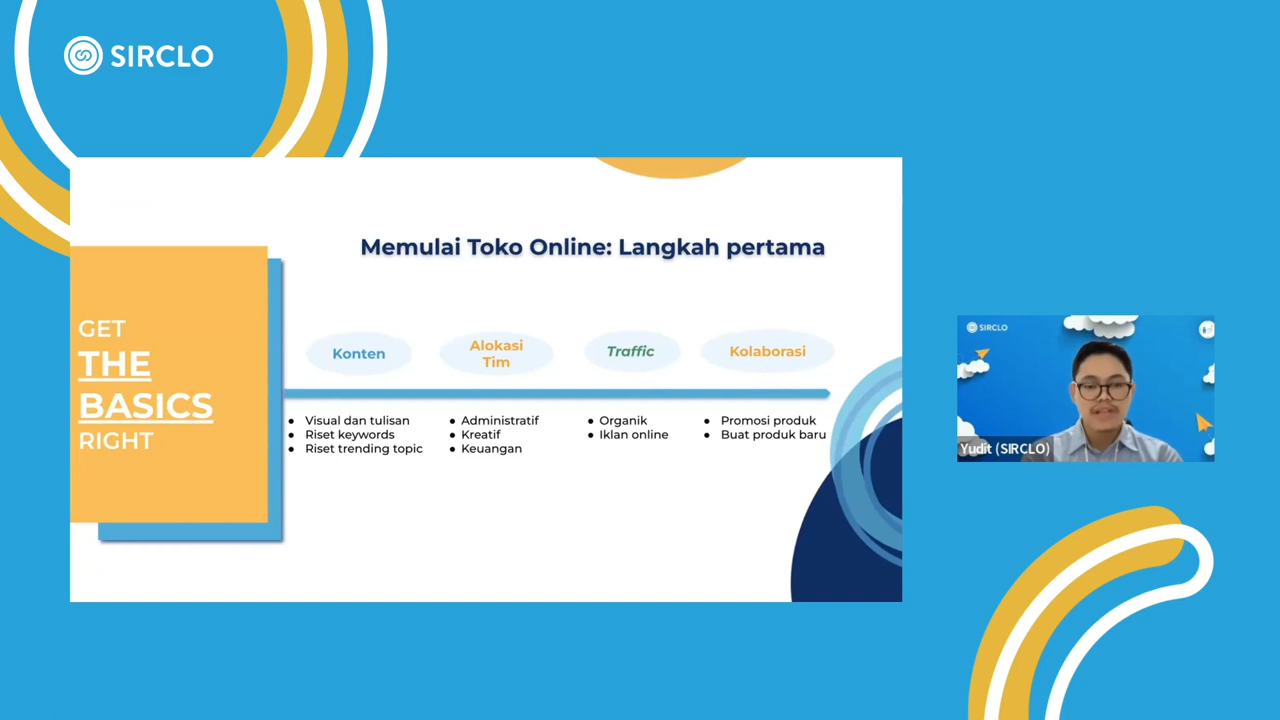 SIRCLO
Memulai Toko Online: Langkah pertama
GET
THE
BASICS
RIGHT
Konten
Alokasi
Tim
Traffic
Kolaborasi
• Visual dan tulisan
• Riset keywords
• Riset trending topic
• Administratif
• Kreatif
• Keuangan
• Organik
• Iklan online
• Promosi produk
• Buat produk baru
SIRCLO
Yudit (SIRCLO)